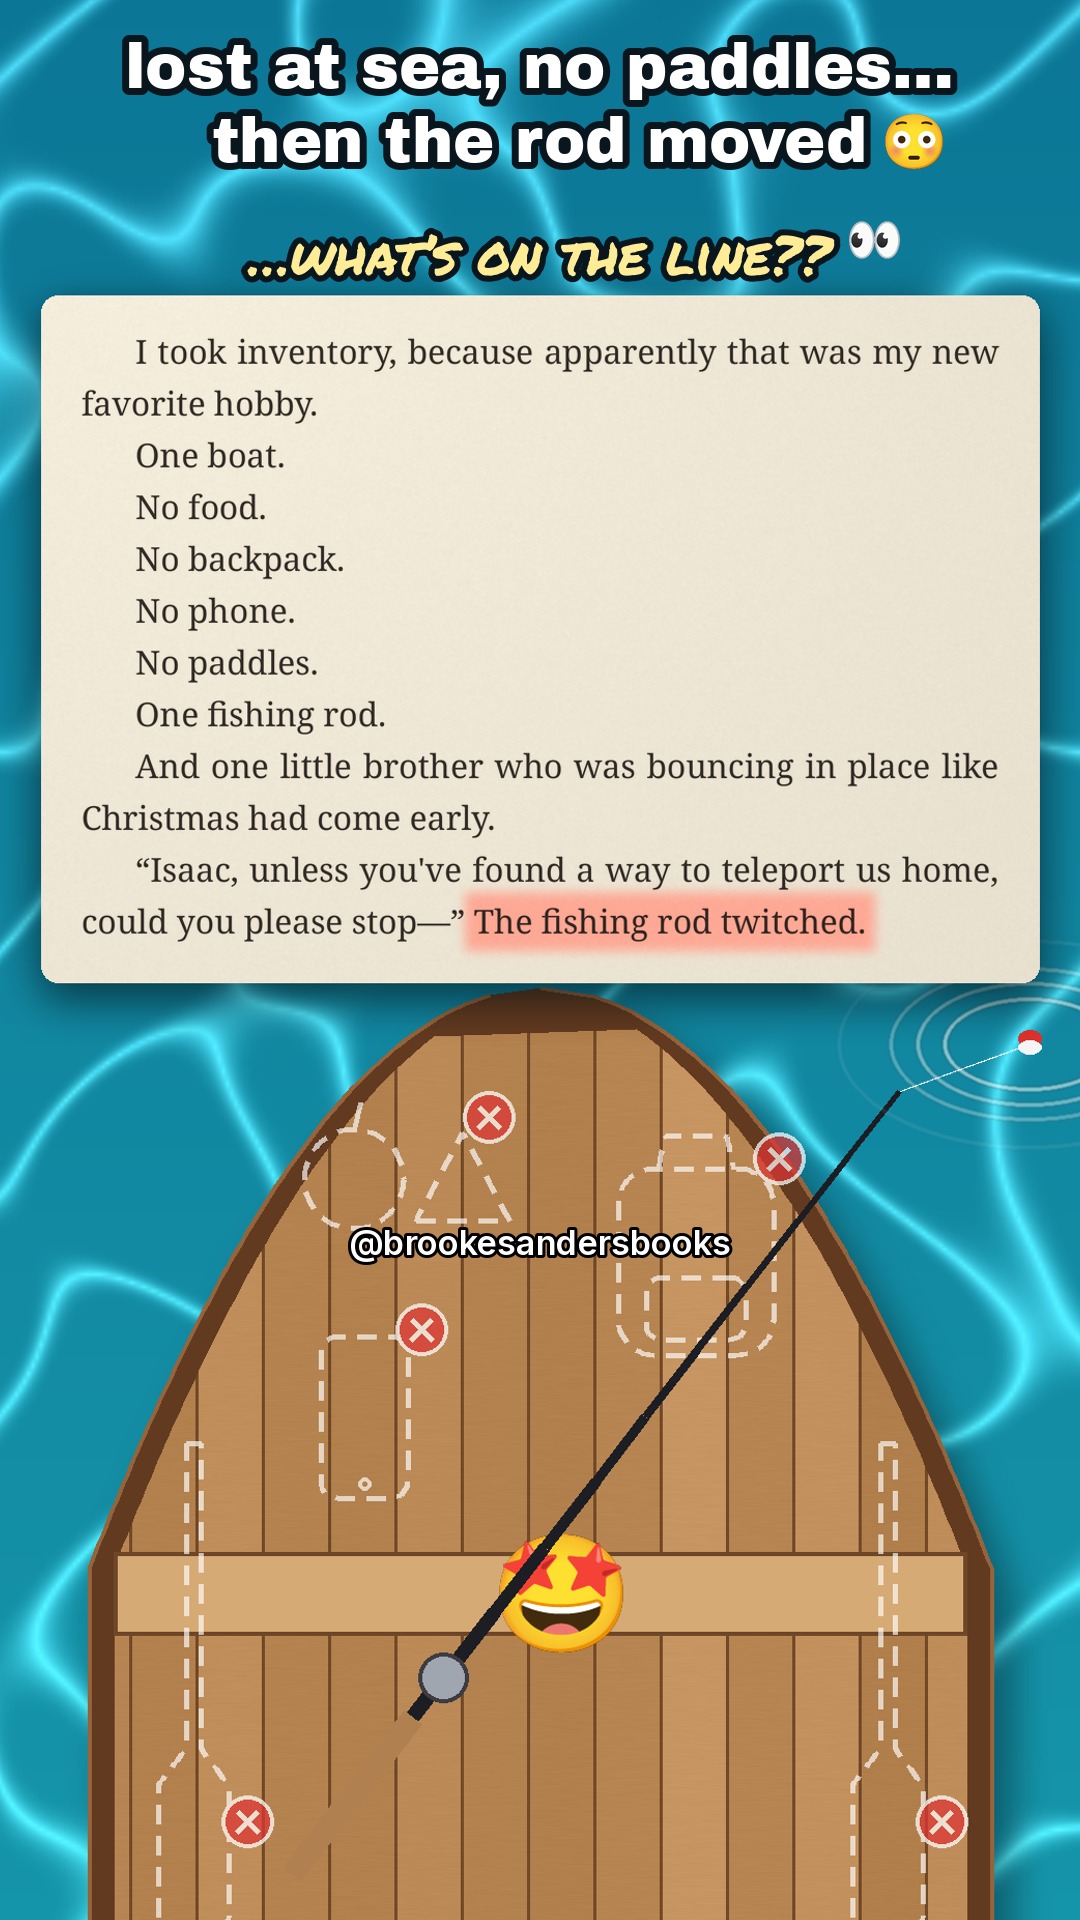 lost at sea, no paddles...
then the rod moved 😳
...WHAT'S ON THE LINE?? 👀
I took inventory, because apparently that was my new
favorite hobby.
One boat.
No food.
No backpack.
No phone.
No paddles.
One fishing rod.
And one little brother who was bouncing in place like
Christmas had come early.
“Isaac, unless you've found a way to teleport us home,
could you please stop—” The fishing rod twitched.
@brookesandersbooks